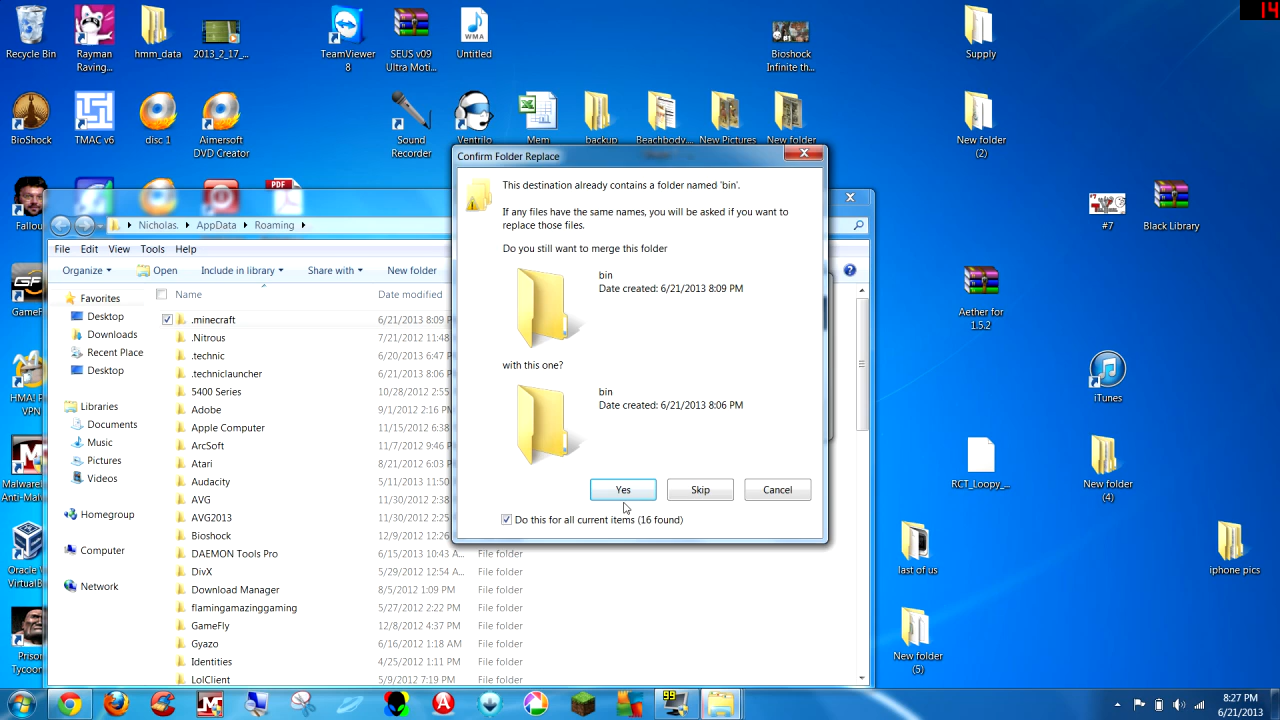 14
Recycle Bin
Rayman
Raving...
hmm_data
2013_2_17_...
TeamViewer
8
SEUS v09
Ultra Moti...
Untitled
WMA
Bioshock
Infinite th...
Supply
BioShock
TMAC v6
disc 1
Aimersoft
DVD Creator
Sound
Recorder
Ventrilo
Mem
backup
Beachbody...
New Pictures
New folder
New folder
(2)
PDF
#7
Black Library
Aether for
1.5.2
iTunes
RCT_Loopy_...
New folder
(4)
last of us
iphone pics
New folder
(5)
Confirm Folder Replace
This destination already contains a folder named 'bin'.
If any files have the same names, you will be asked if you want to
replace those files.
Do you still want to merge this folder
bin
Date created: 6/21/2013 8:09 PM
with this one?
bin
Date created: 6/21/2013 8:06 PM
Yes
Skip
Cancel
Do this for all current items (16 found)
Nicholas.
AppData
Roaming
File
Edit
View
Tools
Help
Organize
Open
Include in library
Share with
New folder
Favorites
Desktop
Downloads
Recent Place
Desktop
Libraries
Documents
Music
Pictures
Videos
Homegroup
Computer
Network
Name
Date modified
.minecraft 6/21/2013 8:09
.Nitrous 7/21/2012 11:48
.technic 6/20/2013 6:47
.techniclauncher 6/21/2013 8:06
5400 Series 10/28/2012 2:55
Adobe 9/1/2012 2:16 PM
Apple Computer 11/15/2012 6:38
ArcSoft 11/7/2012 9:46
Atari 8/21/2012 6:03
Audacity 5/11/2013 11:50
AVG 11/30/2012 2:38
AVG2013 11/30/2012 2:25
Bioshock 12/9/2012 12:26
DAEMON Tools Pro 6/15/2013 10:43 A... File folder
DivX 5/29/2012 12:54 A... File folder
Download Manager 8/5/2012 1:09 PM File folder
flamingamazinggaming 5/27/2012 2:22 PM File folder
GameFly 12/8/2012 4:37 PM File folder
Gyazo 6/16/2012 1:18 AM File folder
Identities 4/25/2012 1:11 PM File folder
LolClient 5/9/2012 7:19 PM File folder
Fallou
GameF
HMA! P
VPN
Malware
Anti-Mal
Oracle V
VirtualB
Prison
Tycoon
99
8:27 PM
6/21/2013